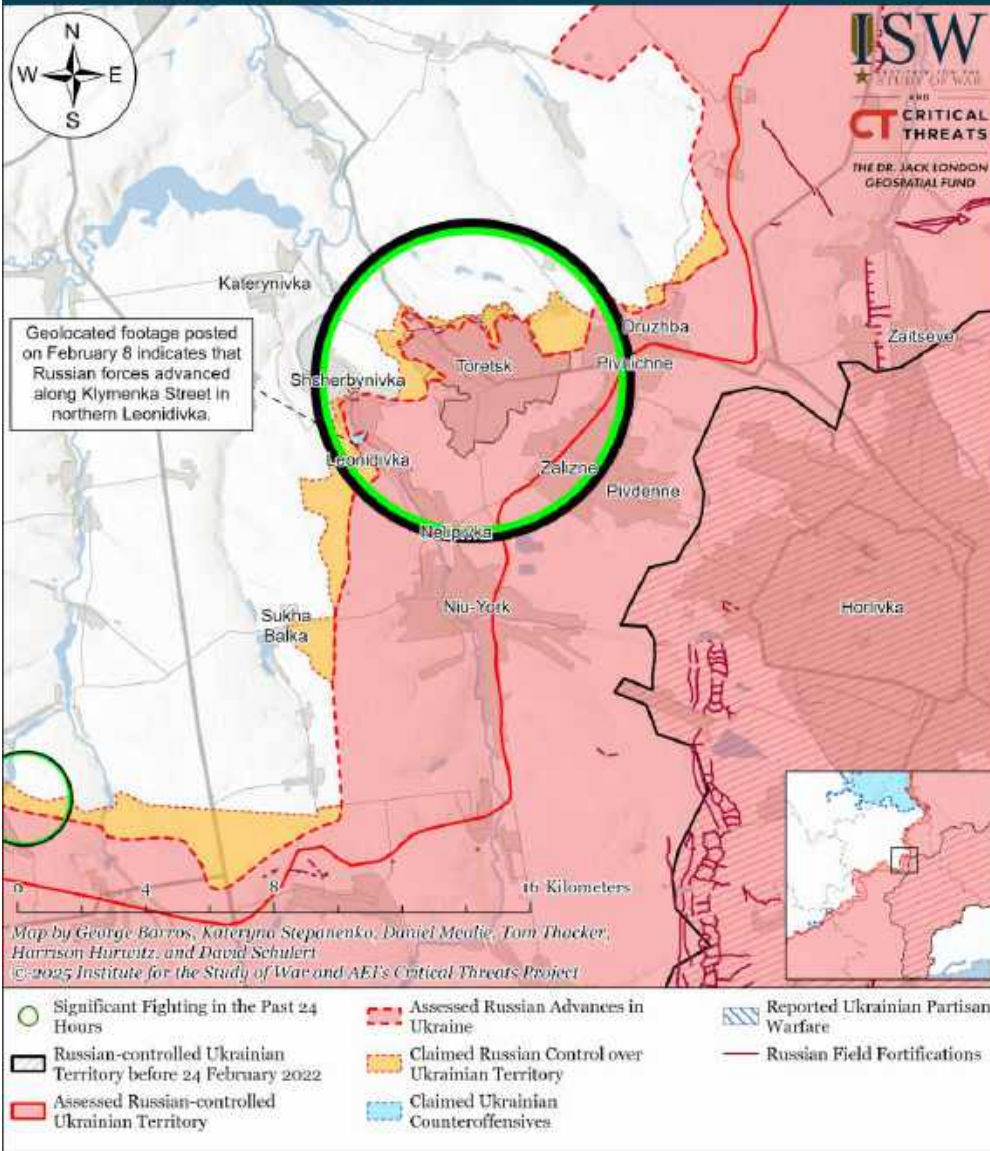 N
W E
S
ISW
INSTITUTE FOR THE
STUDY OF WAR
AND
CT CRITICAL
THREATS
THE DR. JACK LONDON
GEOSPATIAL FUND
Katerynivka
Geolocated footage posted
on February 8 indicates that
Russian forces advanced
along Klymenka Street in
northern Leonidivka.
Druzhba
Zaitseve
Toretsk
Pivnichne
Shsherbynivka
Leonidivka
Zalizne
Pivdenne
Nelipivka
Niu-York
Horlivka
Sukha
Balka
0 4 8 16 Kilometers
Map by George Barros, Kateryna Stepanenko, Daniel Mealie, Tom Thacker,
Harrison Hurwitz, and David Schulert
© 2025 Institute for the Study of War and AEI's Critical Threats Project
Significant Fighting in the Past 24
Hours
Russian-controlled Ukrainian
Territory before 24 February 2022
Assessed Russian-controlled
Ukrainian Territory
Assessed Russian Advances in
Ukraine
Claimed Russian Control over
Ukrainian Territory
Claimed Ukrainian
Counteroffensives
Reported Ukrainian Partisan
Warfare
Russian Field Fortifications